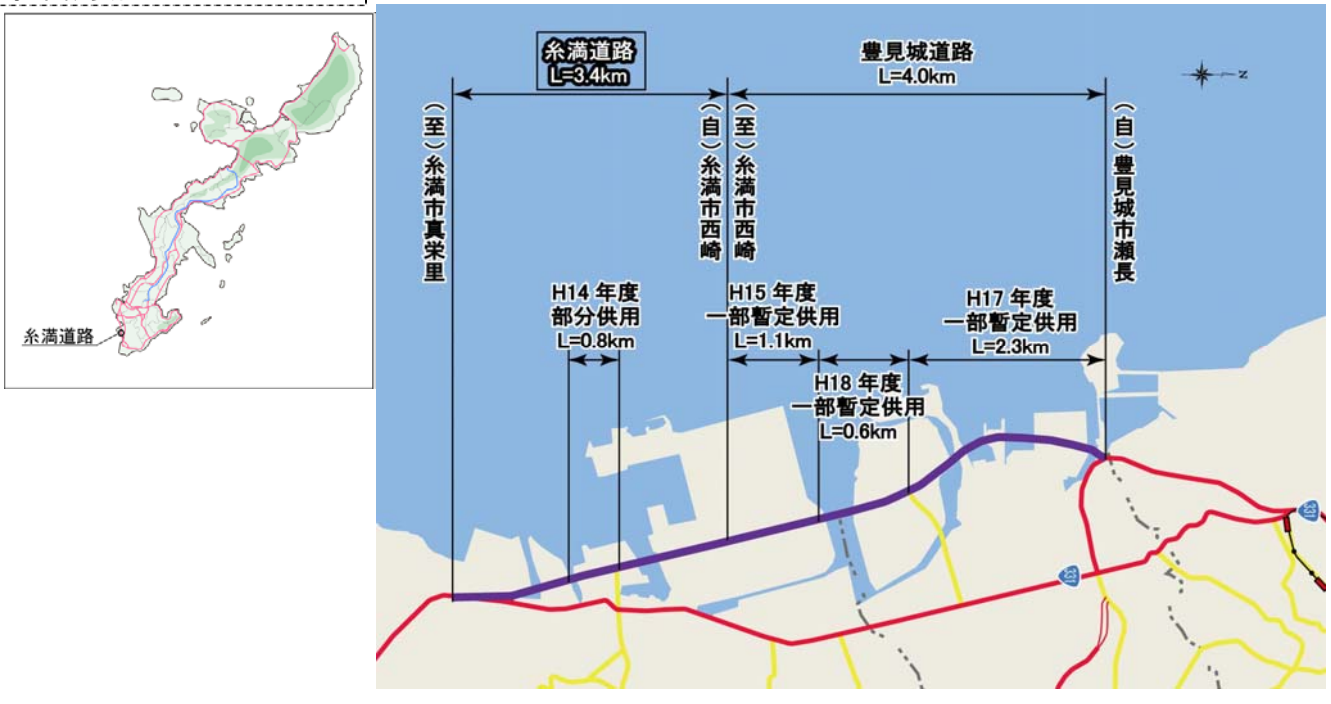 糸満道路
糸満道路
L=3.4km
豊見城道路
L=4.0km
N
(至)糸満市真栄里
(自)糸満市西崎
(至)糸満市西崎
(自)豊見城市瀬長
H14 年度
部分供用
L=0.8km
H15 年度
一部暫定供用
L=1.1km
H18 年度
一部暫定供用
L=0.6km
H17 年度
一部暫定供用
L=2.3km
331
331